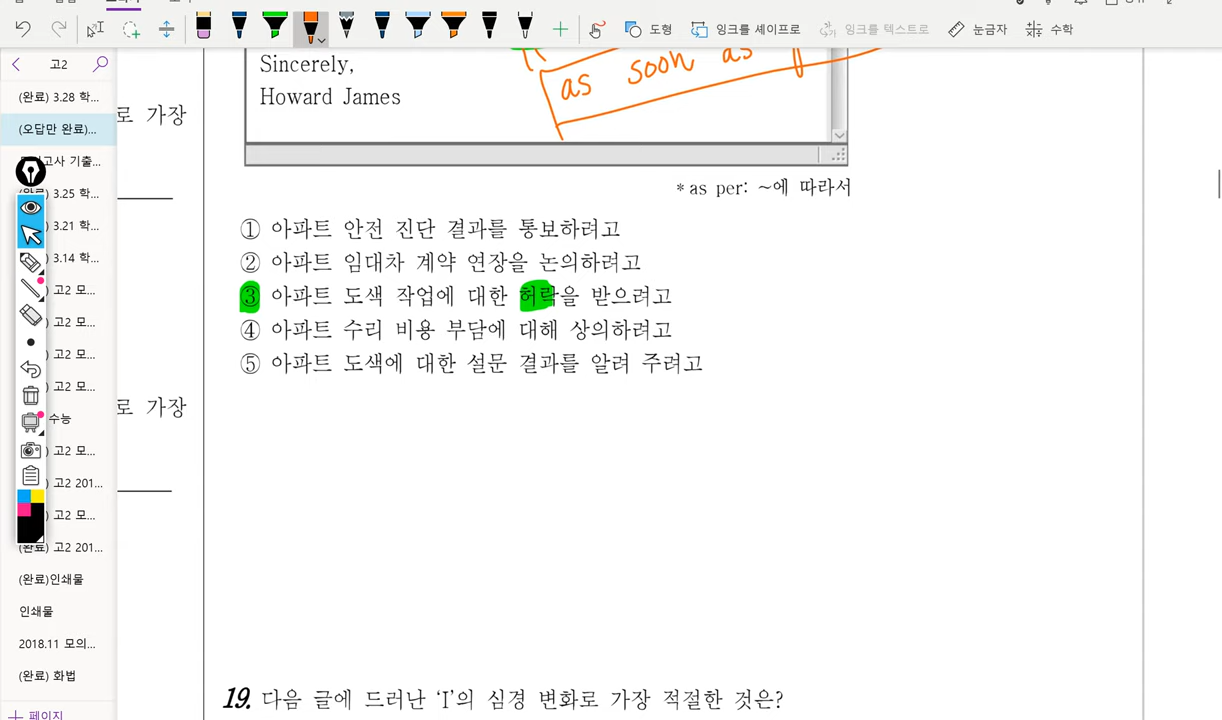 도형
잉크를 셰이프로
잉크를 텍스트로
눈금자
수학
고2
(완료) 3.28 학...
(오답만 완료)...
고사 기출...
3.25 학...
3.21 학...
3.14 학...
) 고2 모...
) 고2 모...
) 고2 모...
) 고2 모...
수능
) 고2 모...
) 고2 201...
) 고2 모...
(완료) 고2 201...
(완료)인쇄물
인쇄물
2018.11 모의...
(완료) 화법
페이지
로 가장
로 가장
Sincerely,
Howard James
as soon as
* as per: ~에 따라서
① 아파트 안전 진단 결과를 통보하려고
② 아파트 임대차 계약 연장을 논의하려고
③ 아파트 도색 작업에 대한 허락을 받으려고
④ 아파트 수리 비용 부담에 대해 상의하려고
⑤ 아파트 도색에 대한 설문 결과를 알려 주려고
19. 다음 글에 드러난 ‘I’의 심경 변화로 가장 적절한 것은?